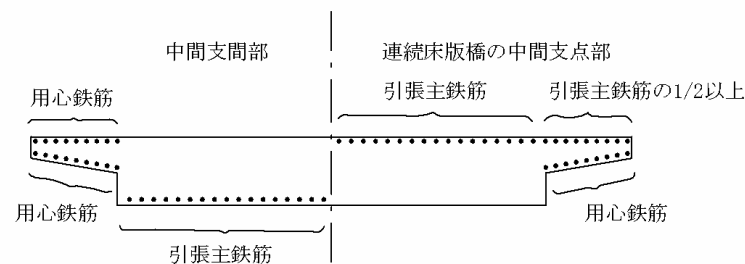 中間支間部
連続床版橋の中間支点部
用心鉄筋
引張主鉄筋
引張主鉄筋の1/2以上
用心鉄筋
用心鉄筋
引張主鉄筋